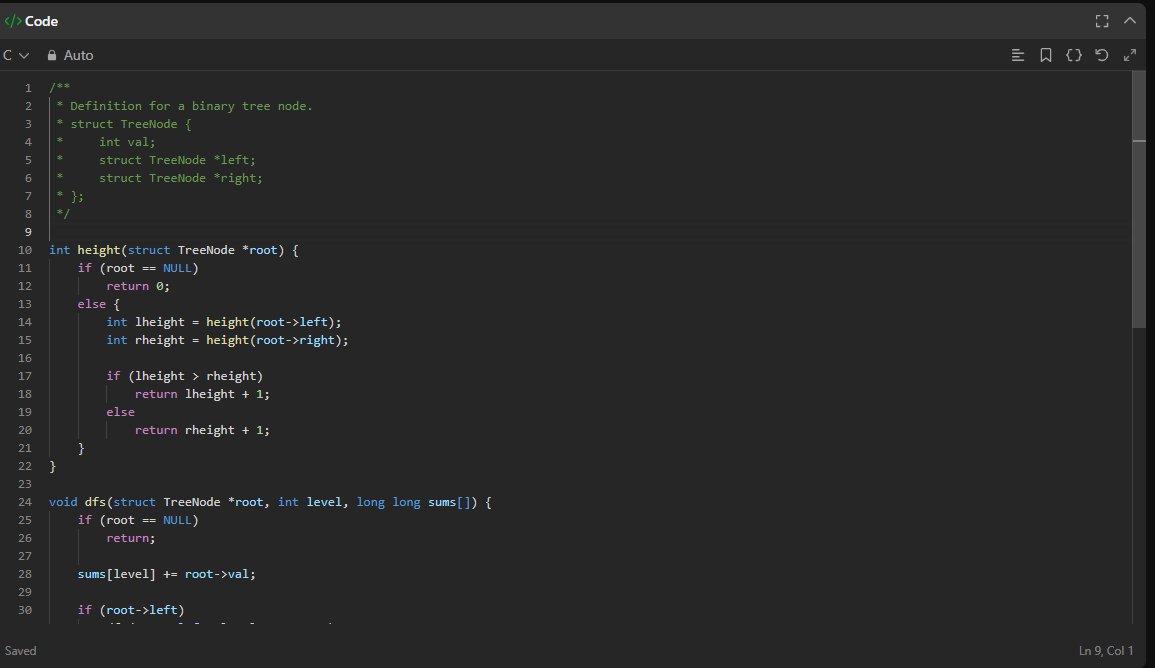 </> Code
C Auto
1 /**
2  * Definition for a binary tree node.
3  * struct TreeNode {
4  *     int val;
5  *     struct TreeNode *left;
6  *     struct TreeNode *right;
7  * };
8  */
9
10 int height(struct TreeNode *root) {
11     if (root == NULL)
12         return 0;
13     else {
14         int lheight = height(root->left);
15         int rheight = height(root->right);
16
17         if (lheight > rheight)
18             return lheight + 1;
19         else
20             return rheight + 1;
21     }
22 }
23
24 void dfs(struct TreeNode *root, int level, long long sums[]) {
25     if (root == NULL)
26         return;
27
28     sums[level] += root->val;
29
30     if (root->left)
Saved Ln 9, Col 1